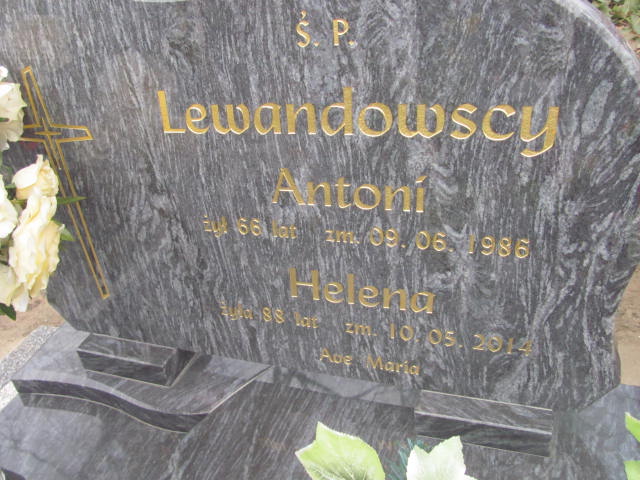 Ś. P.
Lewandowscy
Antoni
żył 66 lat zm. 09. 06. 1986
Helena
żyła 88 lat zm. 10. 05. 2014
Ave Maria